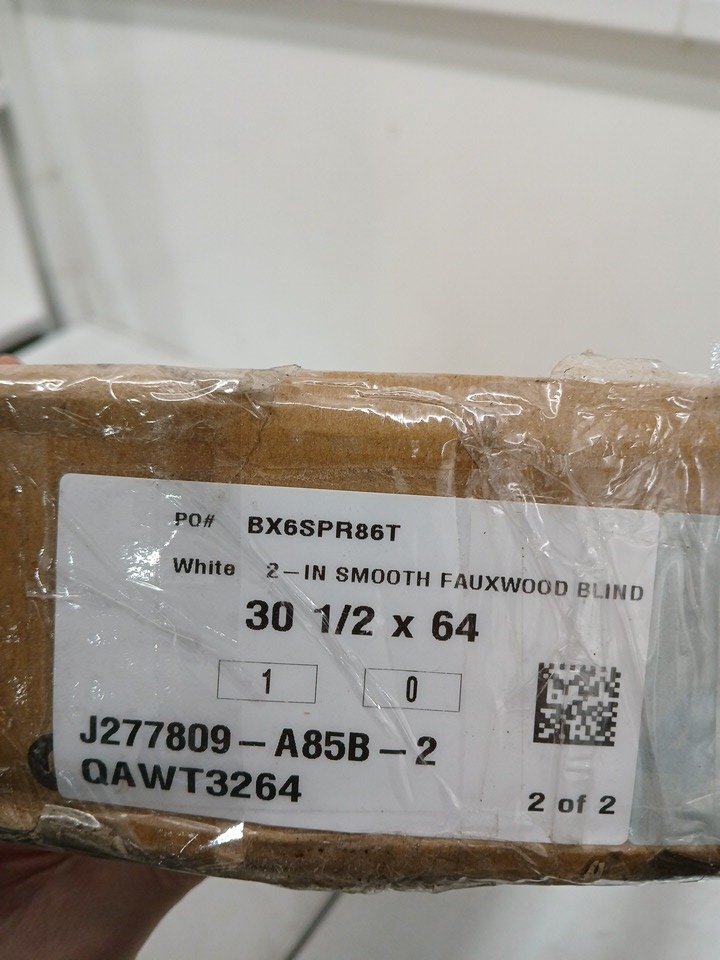 PO# BX6SPR86T
White 2-IN SMOOTH FAUXWOOD BLIND
30 1/2 x 64
1 0
J277809-A85B-2
QAWT3264
2 of 2